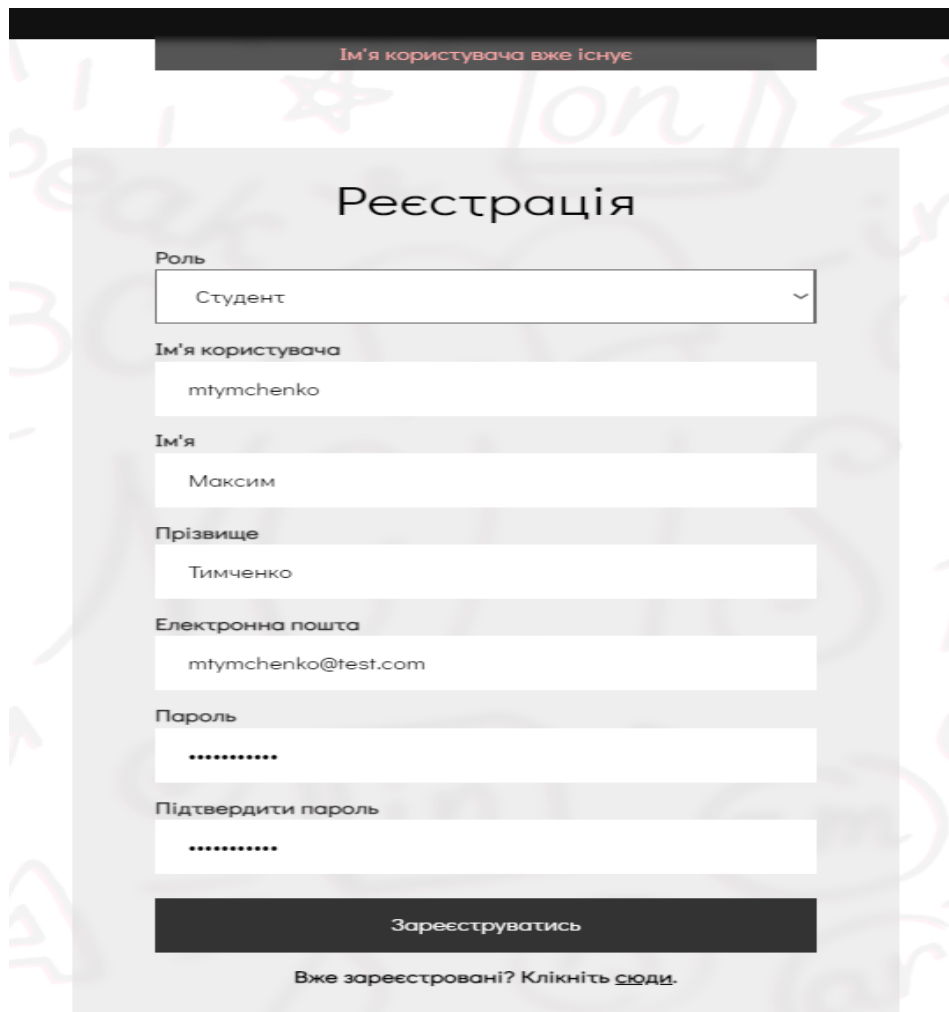 Ім'я користувача вже існує
Реєстрація
Роль
Студент
Ім'я користувача
mtymchenko
Ім'я
Максим
Прізвище
Тимченко
Електронна пошта
mtymchenko@test.com
Пароль
•••••••••••
Підтвердити пароль
•••••••••••
Зареєструватись
Вже зареєстровані? Клікніть сюди.